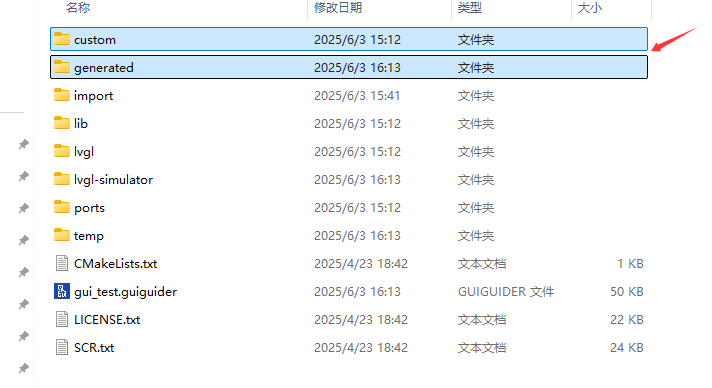 名称 修改日期 类型 大小
custom 2025/6/3 15:12 文件夹
generated 2025/6/3 16:13 文件夹
import 2025/6/3 15:41 文件夹
lib 2025/6/3 15:12 文件夹
lvgl 2025/6/3 15:12 文件夹
lvgl-simulator 2025/6/3 16:13 文件夹
ports 2025/6/3 15:12 文件夹
temp 2025/6/3 16:13 文件夹
CMakeLists.txt 2025/4/23 18:42 文本文档 1 KB
gui_test.guiguider 2025/6/3 16:13 GUIGUIDER 文件 50 KB
LICENSE.txt 2025/4/23 18:42 文本文档 22 KB
SCR.txt 2025/4/23 18:42 文本文档 24 KB